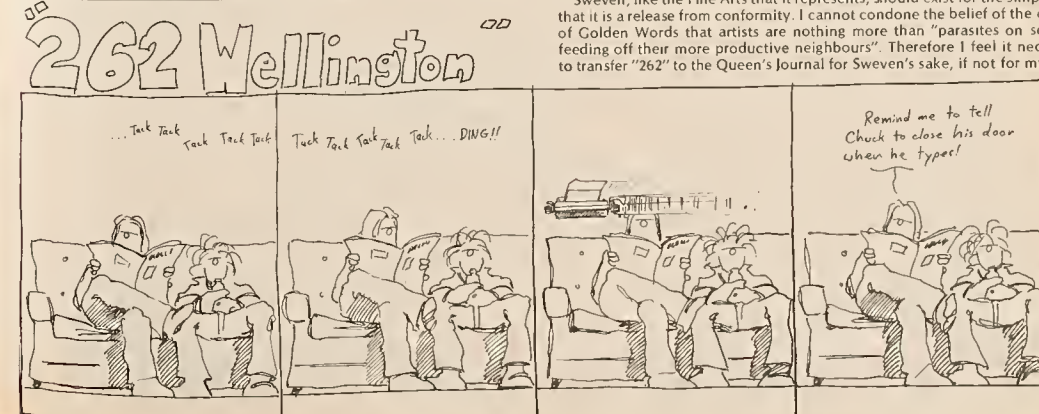 262 Wellington
Sweven, like the Fine Arts that it represents, should exist for the simp
that it is a release from conformity. I cannot condone the belief of the
of Golden Words that artists are nothing more than "parasites on s
feeding off their more productive neighbours". Therefore I feel it nec
to transfer "262" to the Queen's Journal for Sweven's sake, if not for m
... Tack Tack
Tack Tack Tack
Tack Tack Tack Tack Tack.... DING!!
Remind me to tell
Chuck to close his door
when he types!